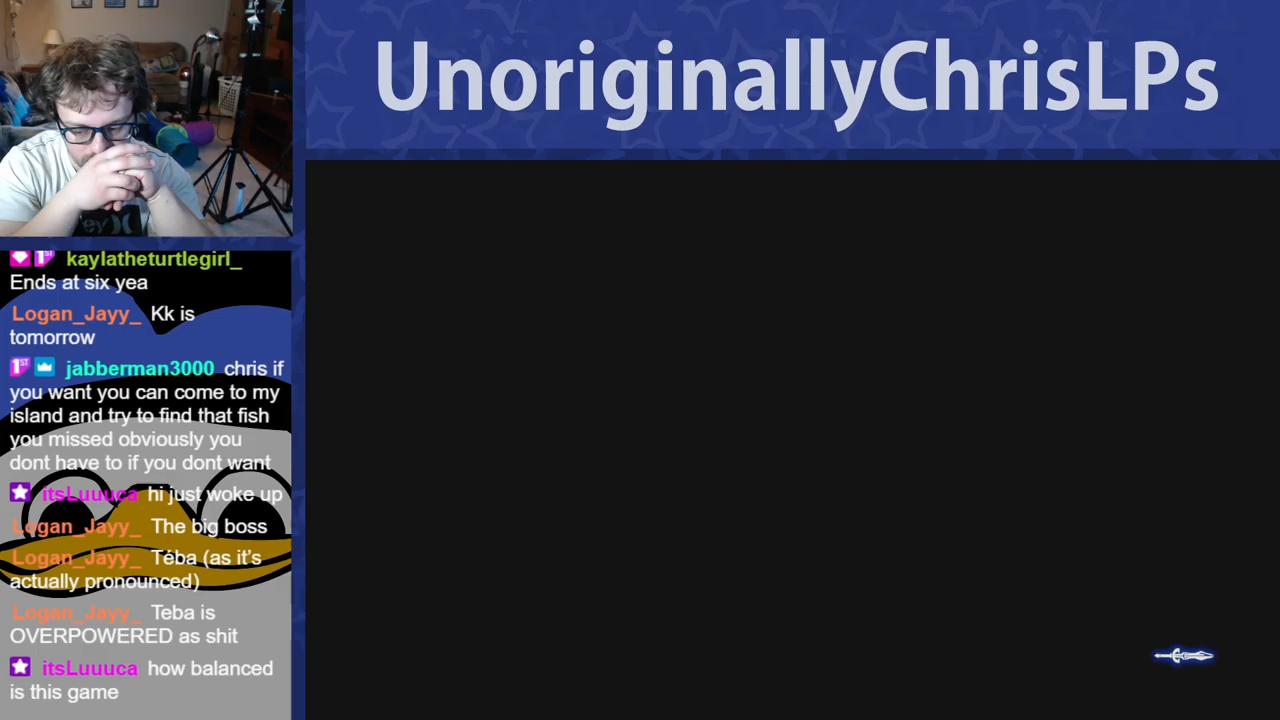 UnoriginallyChrisLPs
kaylatheturtlegirl_
Ends at six yea
Logan_Jayy_ Kk is
tomorrow
jabberman3000 chris if
you want you can come to my
island and try to find that fish
you missed obviously you
dont have to if you dont want
itsLuuuca hi just woke up
Logan_Jayy_ The big boss
Logan_Jayy_ Téba (as it's
actually pronounced)
Logan_Jayy_ Teba is
OVERPOWERED as shit
itsLuuuca how balanced
is this game